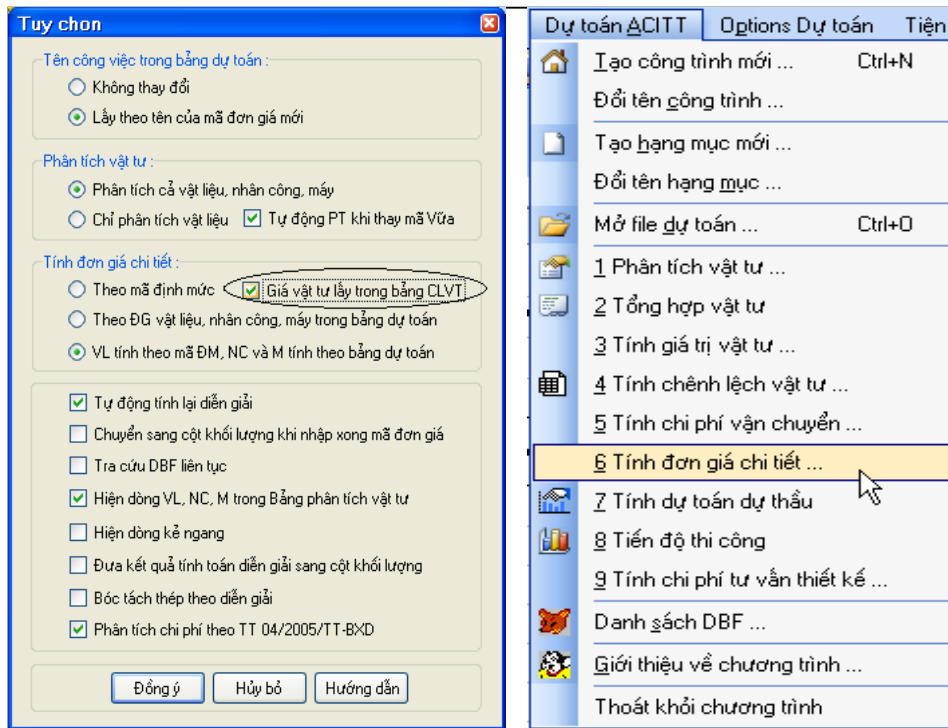 Tuy chon
Tên công việc trong bảng dự toán :
Không thay đổi
Lấy theo tên của mã đơn giá mới
Phân tích vật tư :
Phân tích cả vật liệu, nhân công, máy
Chỉ phân tích vật liệu Tự động PT khi thay mã Vữa
Tính đơn giá chi tiết :
Theo mã định mức Giá vật tư lấy trong bảng CLVT
Theo ĐG vật liệu, nhân công, máy trong bảng dự toán
VL tính theo mã ĐM, NC và M tính theo bảng dự toán
Tự động tính lại diễn giải
Chuyển sang cột khối lượng khi nhập xong mã đơn giá
Tra cứu DBF liên tục
Hiện dòng VL, NC, M trong Bảng phân tích vật tư
Hiện dòng kẻ ngang
Đưa kết quả tính toán diễn giải sang cột khối lượng
Bóc tách thép theo diễn giải
Phân tích chi phí theo TT 04/2005/TT-BXD
Đồng ý Hủy bỏ Hướng dẫn
Dự toán ACITT Options Dự toán Tiện
Tạo công trình mới ... Ctrl+N
Đổi tên công trình ...
Tạo hạng mục mới ...
Đổi tên hạng mục ...
Mở file dự toán ... Ctrl+O
1 Phân tích vật tư ...
2 Tổng hợp vật tư
3 Tính giá trị vật tư ...
4 Tính chênh lệch vật tư ...
5 Tính chi phí vận chuyển ...
6 Tính đơn giá chi tiết ...
7 Tính dự toán dự thầu
8 Tiến độ thi công
9 Tính chi phí tư vấn thiết kế ...
Danh sách DBF ...
Giới thiệu về chương trình ...
Thoát khỏi chương trình